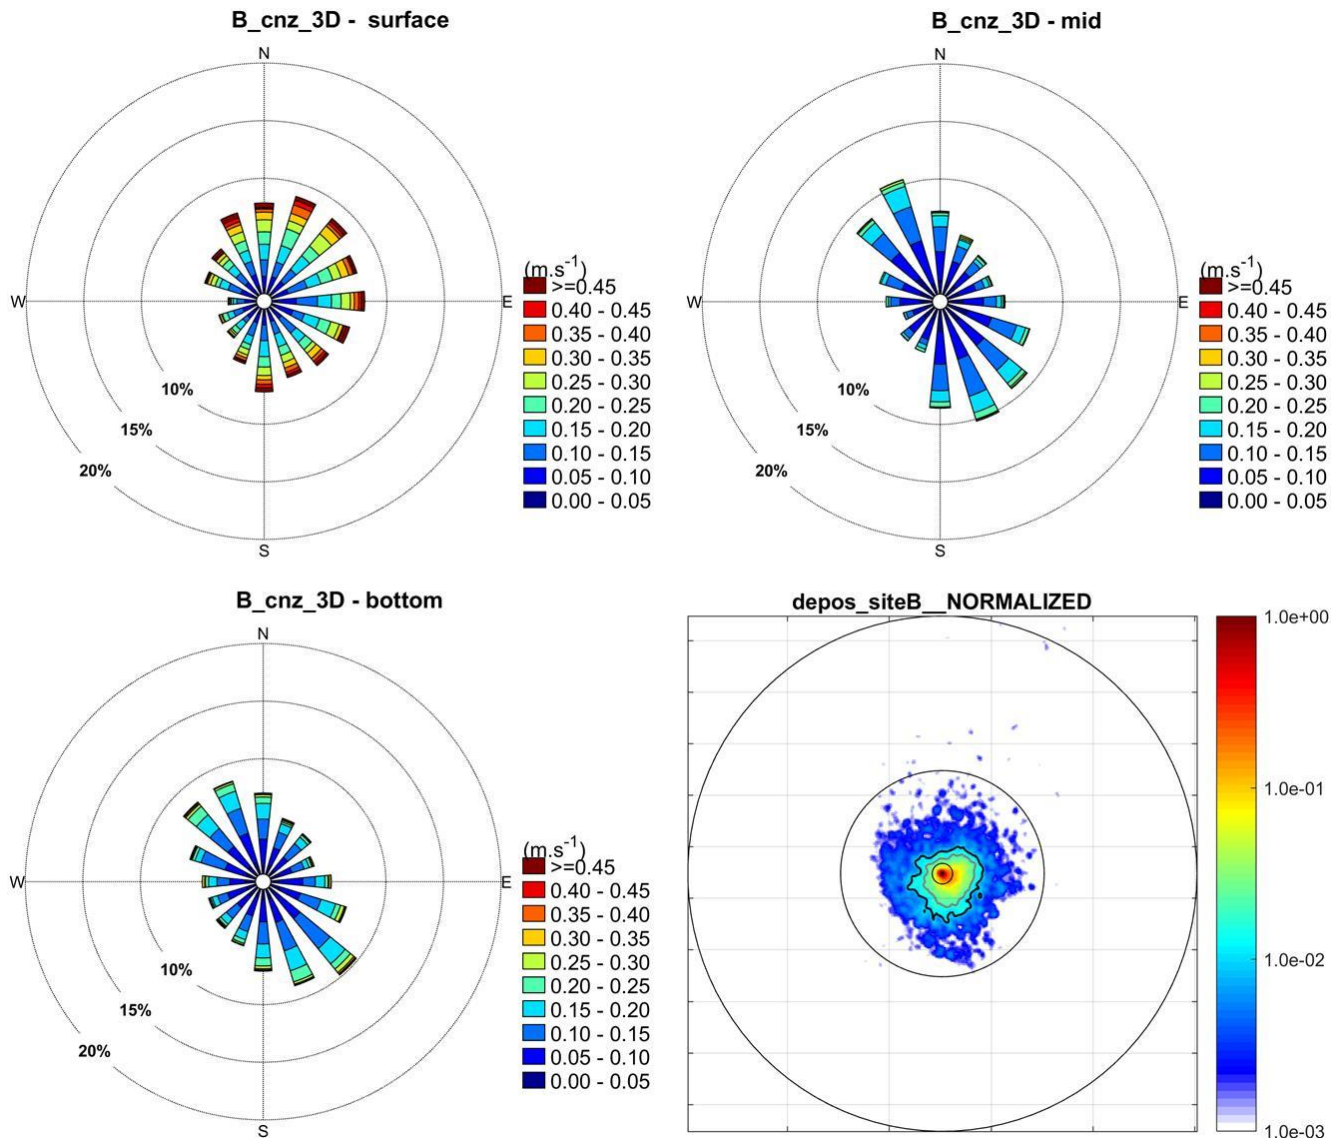 B_cnz_3D -  surface
N
W
E
S
10%
15%
20%
(m.s⁻¹)
>=0.45
0.40 - 0.45
0.35 - 0.40
0.30 - 0.35
0.25 - 0.30
0.20 - 0.25
0.15 - 0.20
0.10 - 0.15
0.05 - 0.10
0.00 - 0.05
B_cnz_3D - mid
N
W
E
S
10%
15%
20%
(m.s⁻¹)
>=0.45
0.40 - 0.45
0.35 - 0.40
0.30 - 0.35
0.25 - 0.30
0.20 - 0.25
0.15 - 0.20
0.10 - 0.15
0.05 - 0.10
0.00 - 0.05
B_cnz_3D - bottom
N
W
E
S
10%
15%
20%
(m.s⁻¹)
>=0.45
0.40 - 0.45
0.35 - 0.40
0.30 - 0.35
0.25 - 0.30
0.20 - 0.25
0.15 - 0.20
0.10 - 0.15
0.05 - 0.10
0.00 - 0.05
depos_siteB__NORMALIZED
1.0e+00
1.0e-01
1.0e-02
1.0e-03